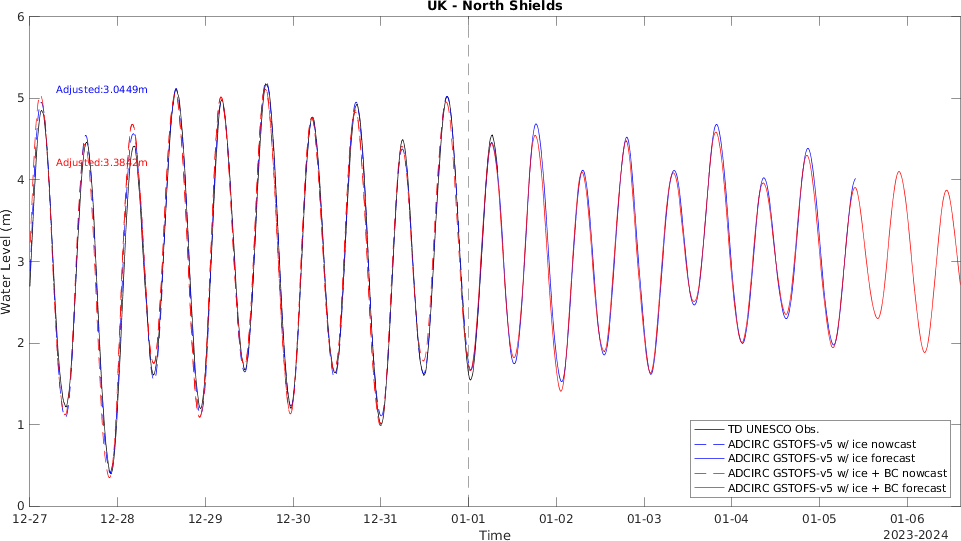 UK - North Shields
6
5
4
3
2
1
0
Water Level (m)
Adjusted:3.0449m
Adjusted:3.3842m
TD UNESCO Obs.
ADCIRC GSTOFS-v5 w/ ice nowcast
ADCIRC GSTOFS-v5 w/ ice forecast
ADCIRC GSTOFS-v5 w/ ice + BC nowcast
ADCIRC GSTOFS-v5 w/ ice + BC forecast
12-27 12-28 12-29 12-30 12-31 01-01 01-02 01-03 01-04 01-05 01-06
Time
2023-2024